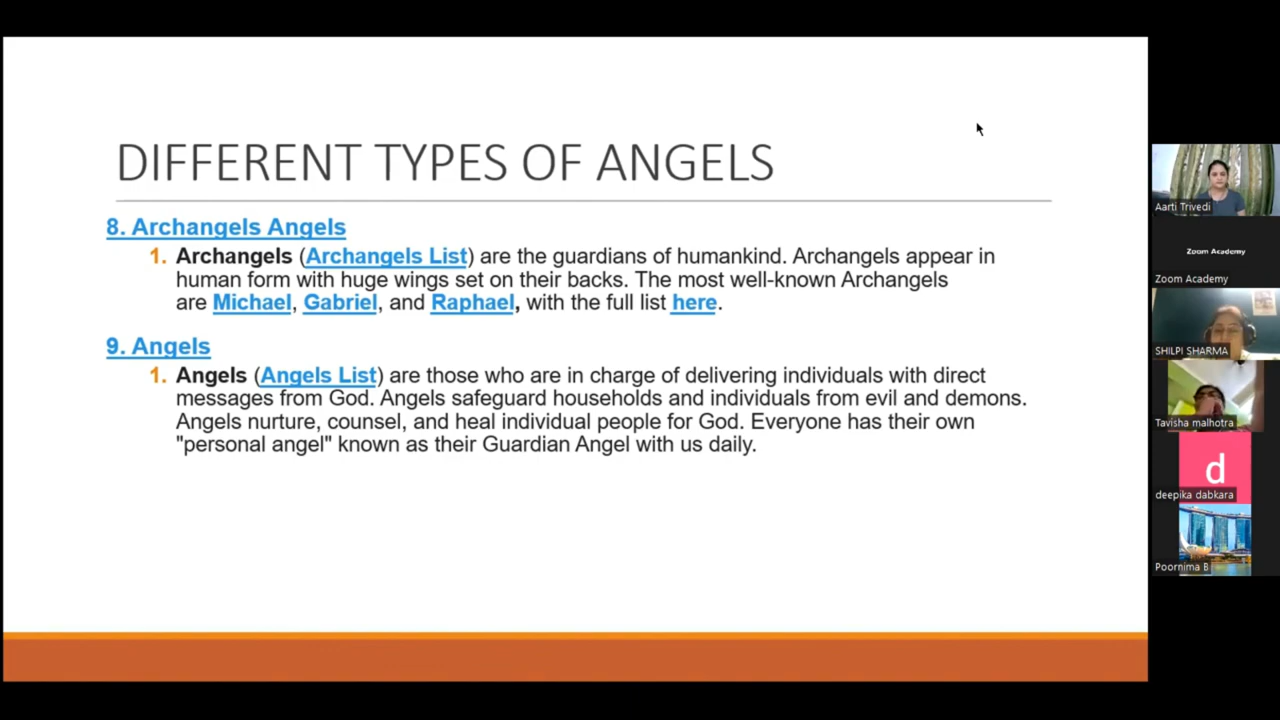 DIFFERENT TYPES OF ANGELS
8. Archangels Angels
1. Archangels (Archangels List) are the guardians of humankind. Archangels appear in
human form with huge wings set on their backs. The most well-known Archangels
are Michael, Gabriel, and Raphael, with the full list here.
9. Angels
1. Angels (Angels List) are those who are in charge of delivering individuals with direct
messages from God. Angels safeguard households and individuals from evil and demons.
Angels nurture, counsel, and heal individual people for God. Everyone has their own
"personal angel" known as their Guardian Angel with us daily.
Aarti Trivedi
Zoom Academy
Zoom Academy
SHILPI SHARMA
Tavisha malhotra
d
deepika dabkara
Poornima B